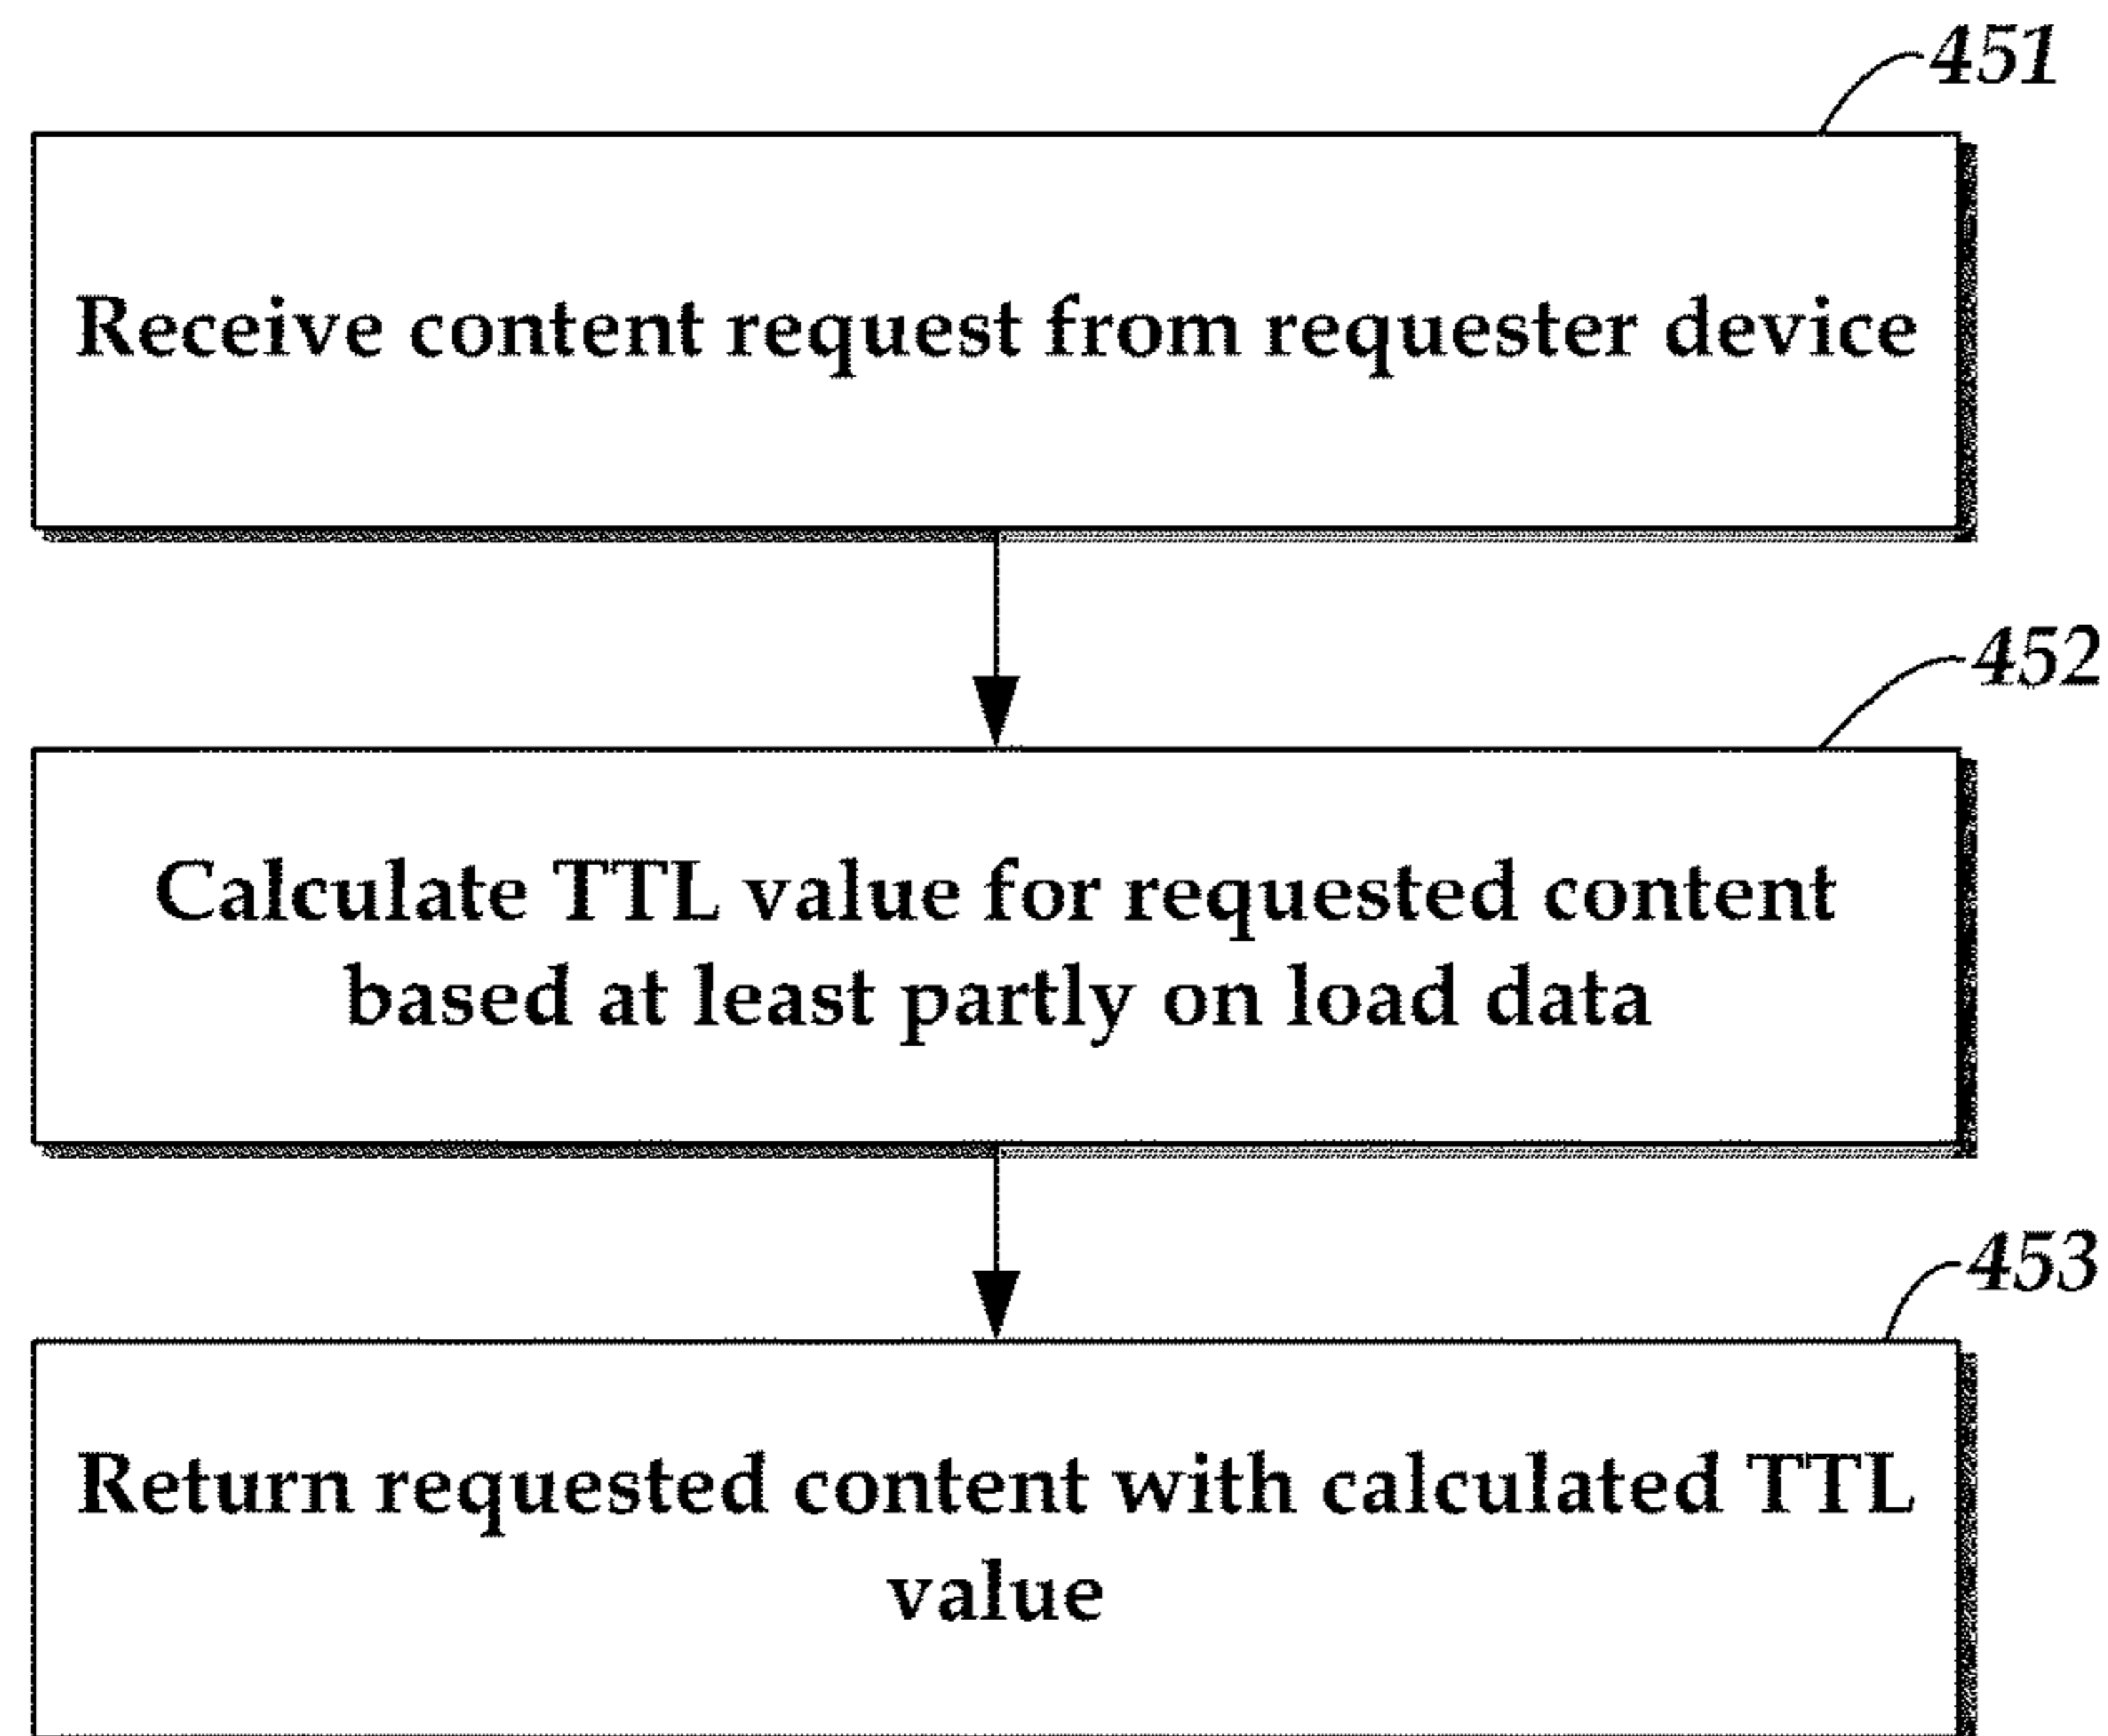 451
Receive content request from requester device
452
Calculate TTL value for requested content
based at least partly on load data
453
Return requested content with calculated TTL
value